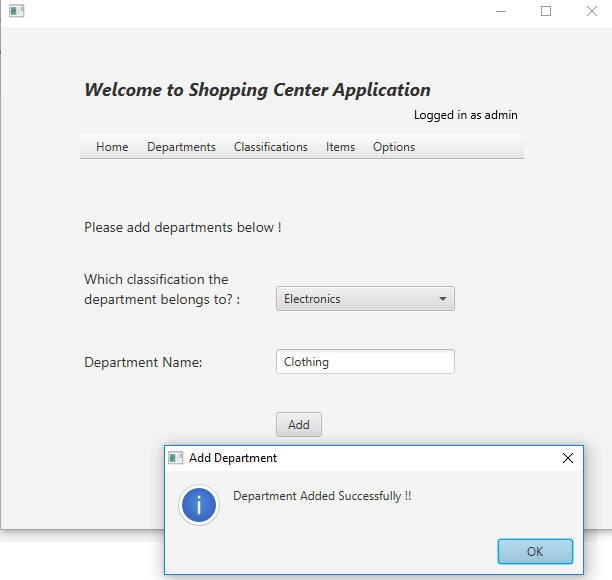 Welcome to Shopping Center Application
Logged in as admin
Home Departments Classifications Items Options
Please add departments below !
Which classification the
department belongs to? :
Electronics
Department Name:
Clothing
Add
Add Department
i
Department Added Successfully !!
OK